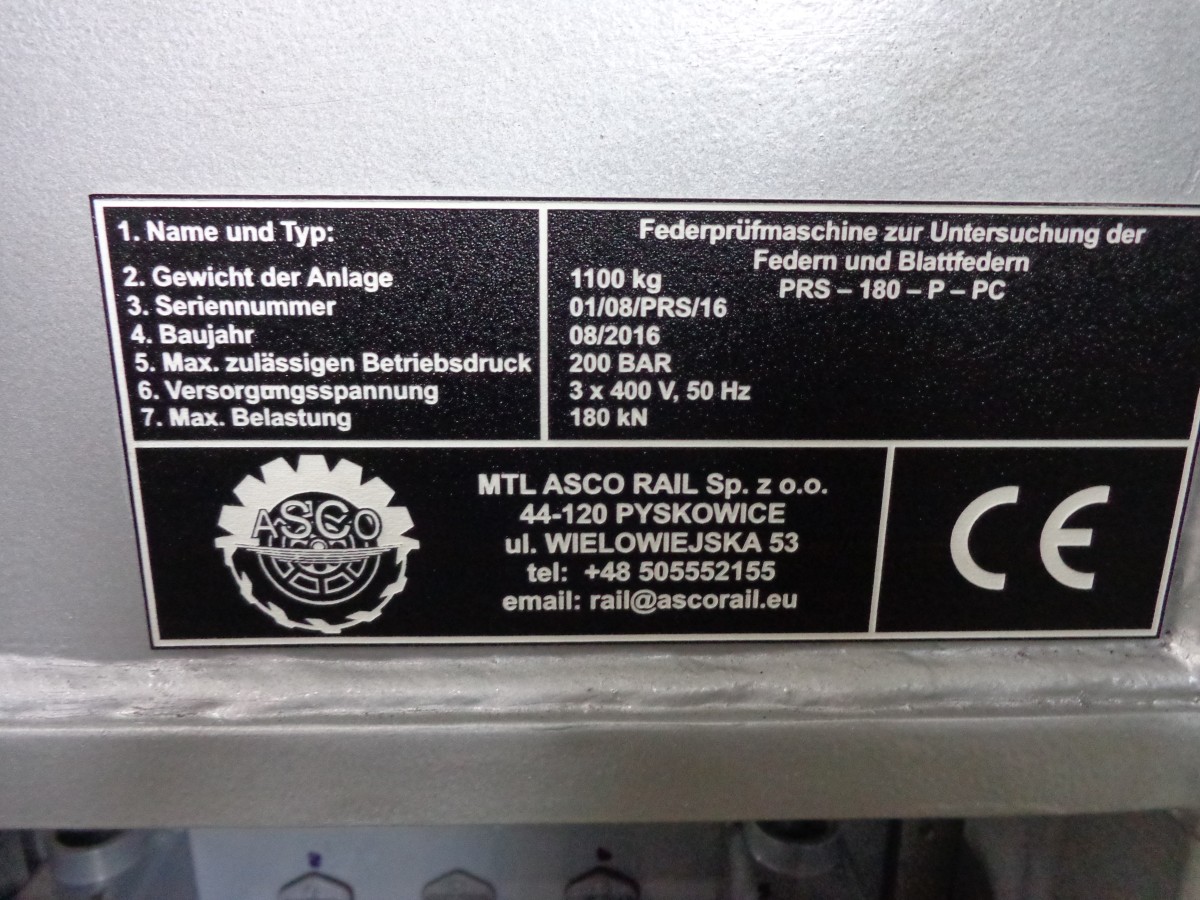 1. Name und Typ:
Federprüfmaschine zur Untersuchung der
Federn und Blattfedern
PRS – 180 – P – PC
2. Gewicht der Anlage 1100 kg
3. Seriennummer 01/08/PRS/16
4. Baujahr 08/2016
5. Max. zulässigen Betriebsdruck 200 BAR
6. Versorgungsspannung 3 x 400 V, 50 Hz
7. Max. Belastung 180 kN
ASCO
MTL ASCO RAIL Sp. z o.o.
44-120 PYSKOWICE
ul. WIELOWIEJSKA 53
tel: +48 505552155
email: rail@ascorail.eu
CE